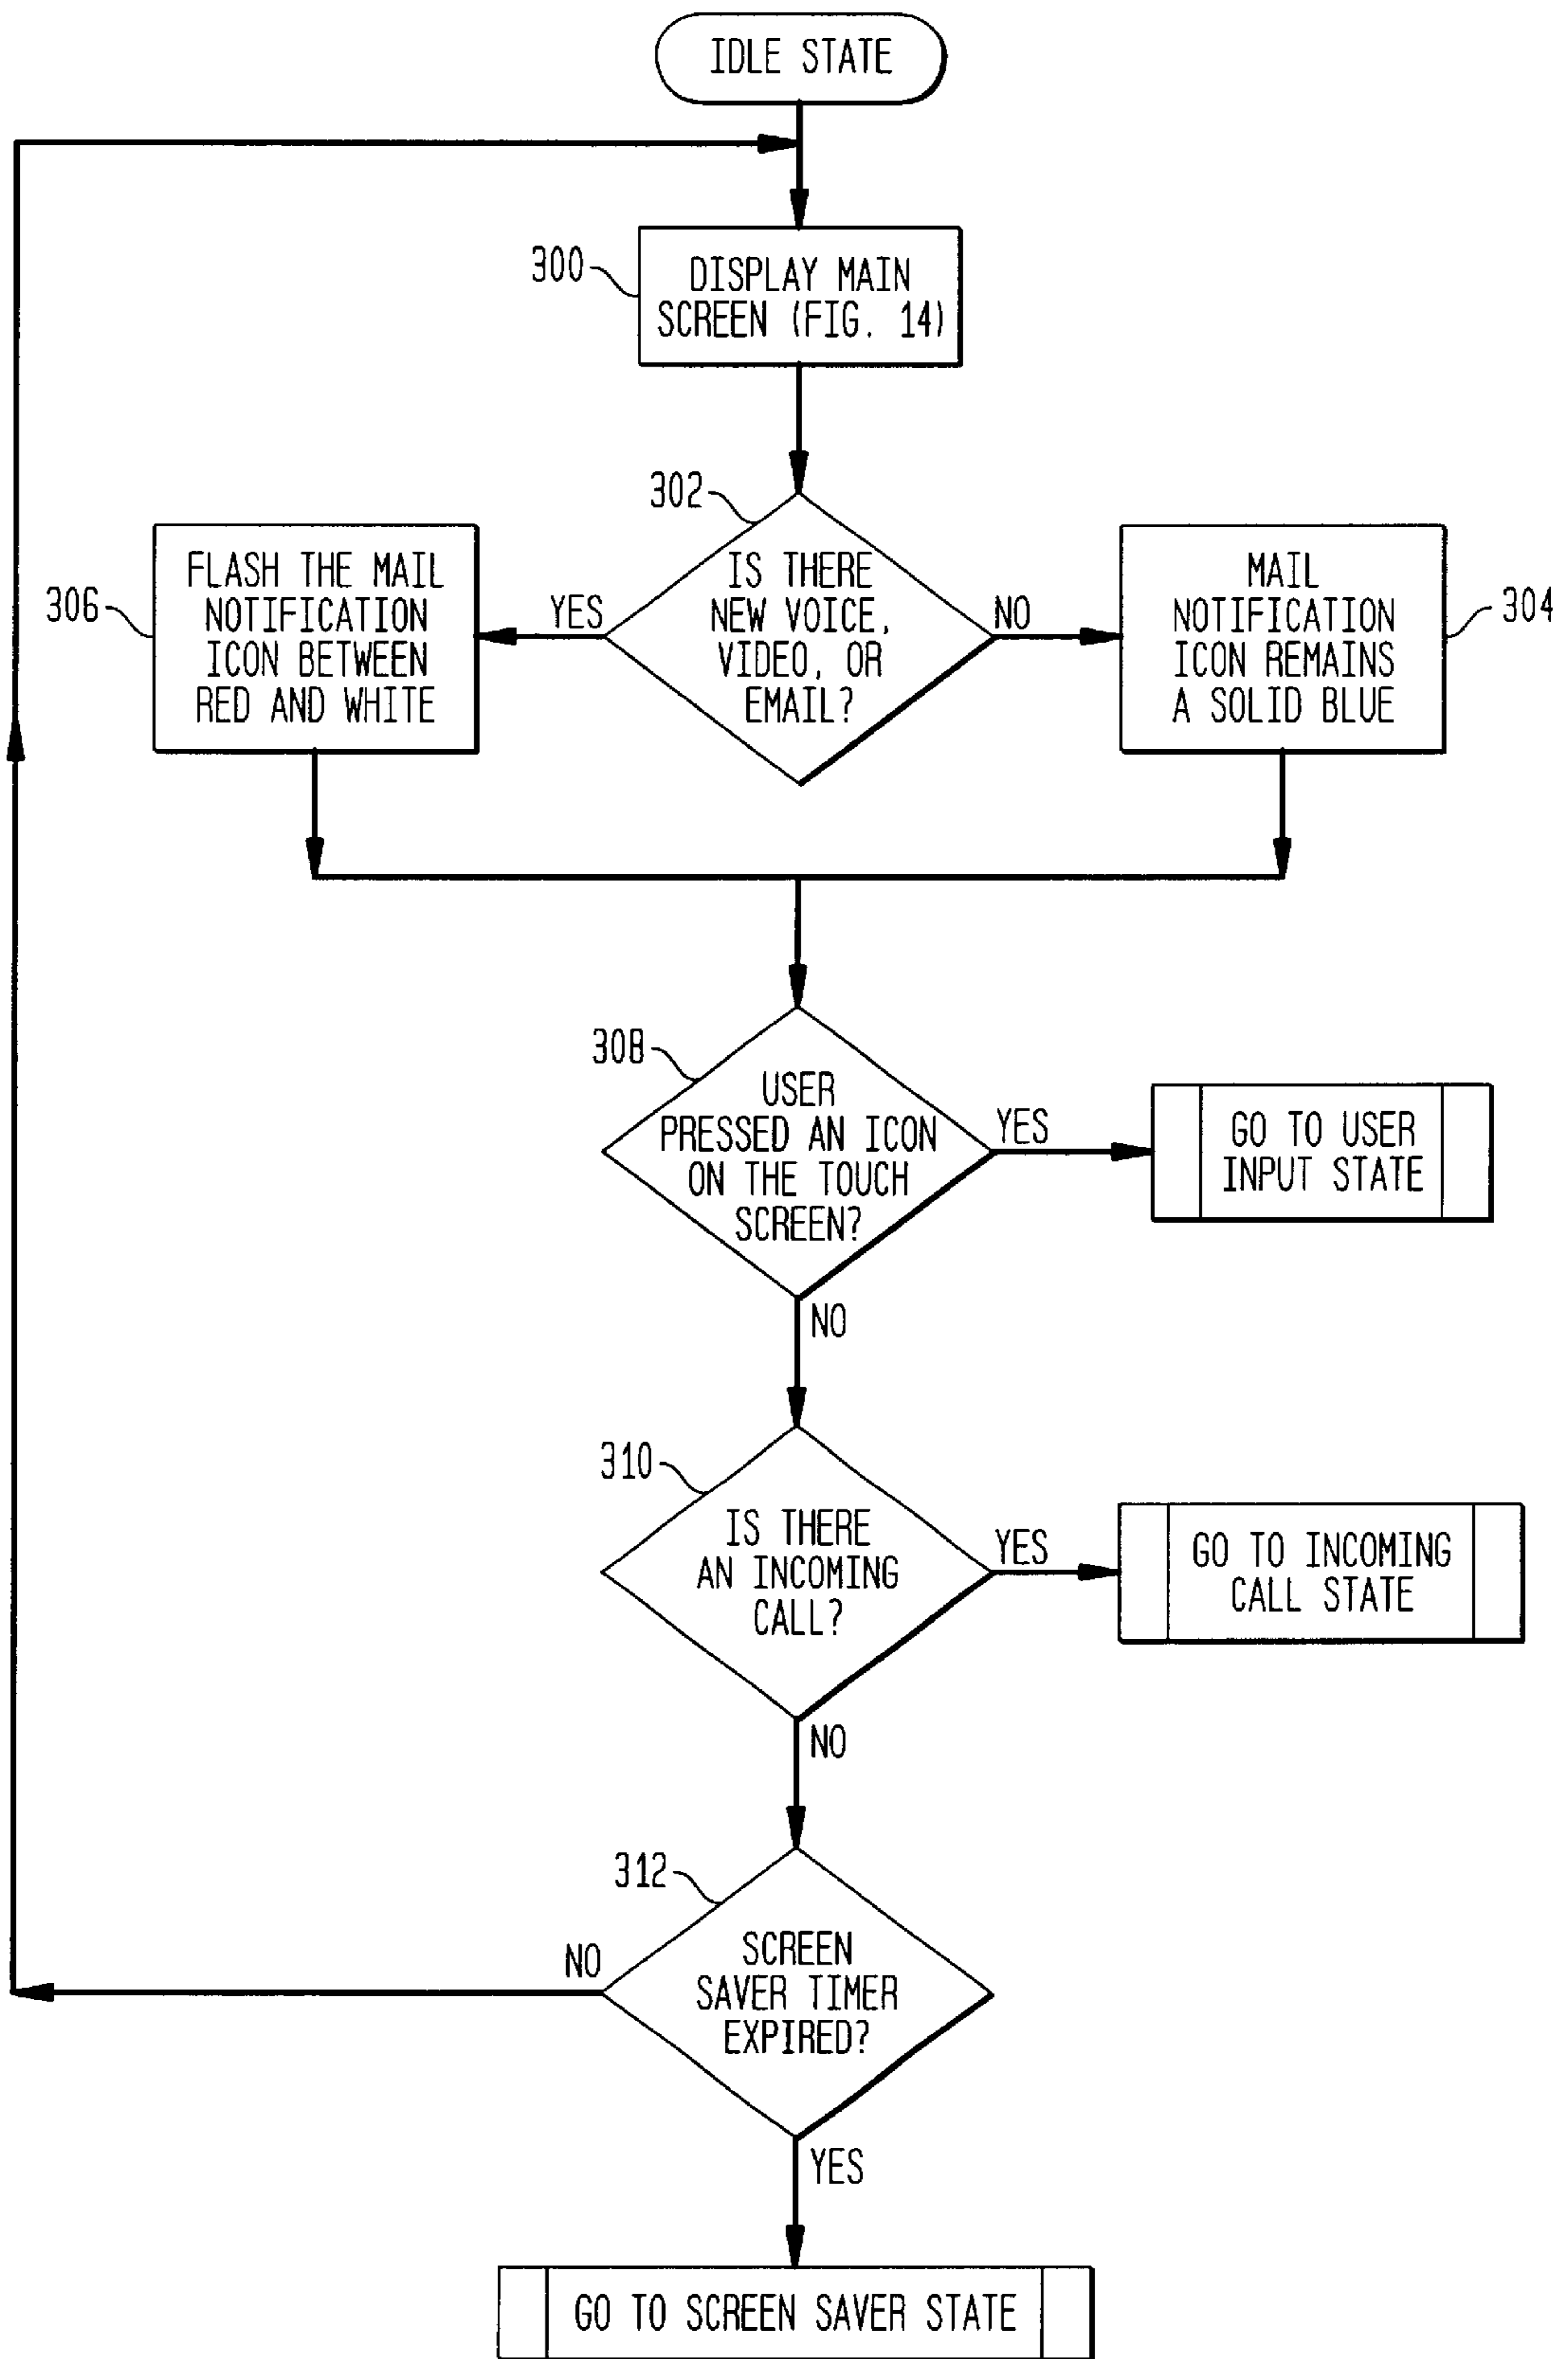 IDLE STATE
300
DISPLAY MAIN
SCREEN (FIG. 14)
302
IS THERE
NEW VOICE,
VIDEO, OR
EMAIL?
YES
NO
306
FLASH THE MAIL
NOTIFICATION
ICON BETWEEN
RED AND WHITE
MAIL
NOTIFICATION
ICON REMAINS
A SOLID BLUE
304
308
USER
PRESSED AN ICON
ON THE TOUCH
SCREEN?
YES
GO TO USER
INPUT STATE
NO
310
IS THERE
AN INCOMING
CALL?
YES
GO TO INCOMING
CALL STATE
NO
312
SCREEN
SAVER TIMER
EXPIRED?
NO
YES
GO TO SCREEN SAVER STATE